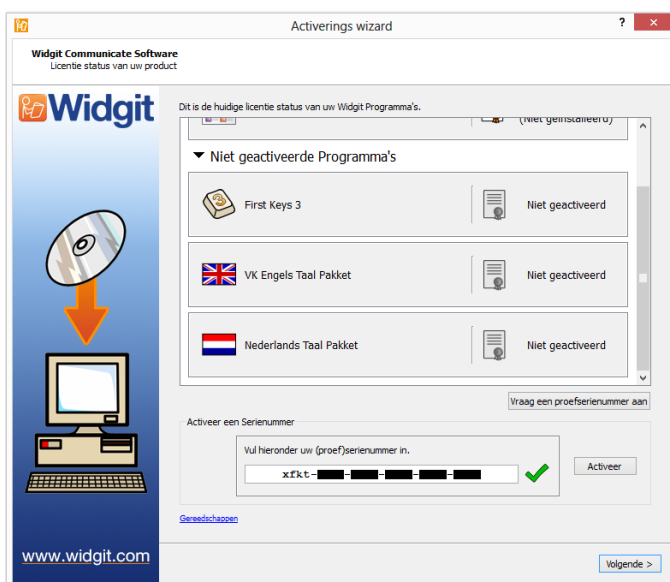 Activerings wizard
?
Widgit Communicate Software
Licentie status van uw product
Widgit
Dit is de huidige licentie status van uw Widgit Programma's.
(Niet geïnstalleerd)
Niet geactiveerde Programma's
3
First Keys 3
Niet geactiveerd
VK Engels Taal Pakket
Niet geactiveerd
Nederlands Taal Pakket
Niet geactiveerd
Vraag een proefserienummer aan
Activeer een Serienummer
Vul hieronder uw (proef)serienummer in.
xfkt-
Activeer
Gereedschappen
www.widgit.com
Volgende >